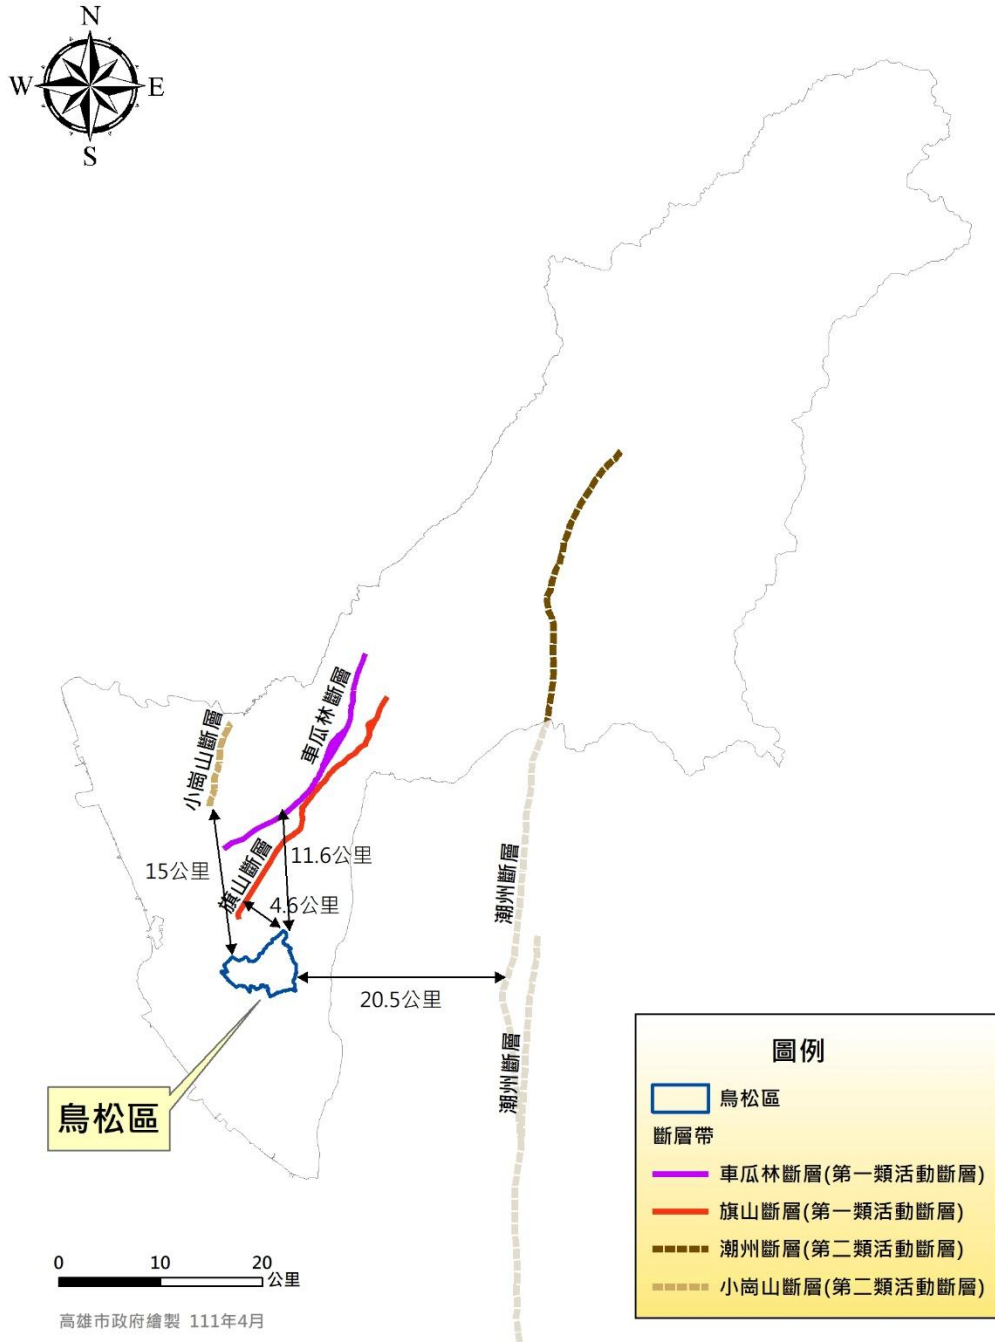 N
W
E
S
小崗山斷層
車瓜林斷層
15公里
旗山斷層
11.6公里
4.6公里
潮州斷層
20.5公里
潮州斷層
鳥松區
圖例
鳥松區
斷層帶
車瓜林斷層(第一類活動斷層)
旗山斷層(第一類活動斷層)
潮州斷層(第二類活動斷層)
小崗山斷層(第二類活動斷層)
0 10 20
公里
高雄市政府繪製 111年4月